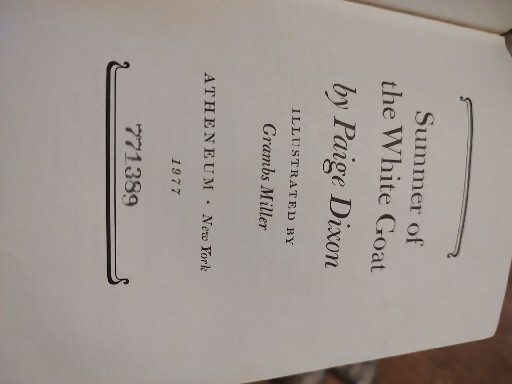 Summer of
the White Goat
by Paige Dixon
ILLUSTRATED BY
Grambs Miller
ATHENEUM · New York
1977
771389